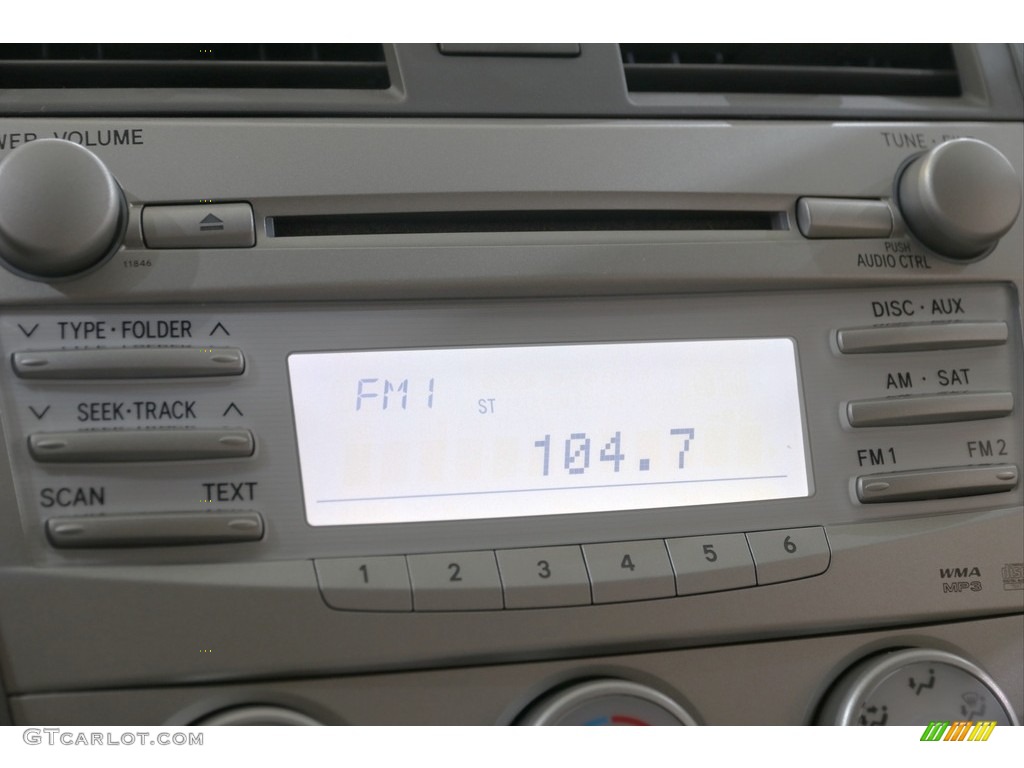 VOLUME
TUNE ·
11846
PUSH
AUDIO CTRL
TYPE·FOLDER
DISC · AUX
SEEK·TRACK
AM · SAT
FM1
ST
104.7
FM1 FM2
SCAN TEXT
1 2 3 4 5 6
WMA
MP3
GTCARLOT.COM